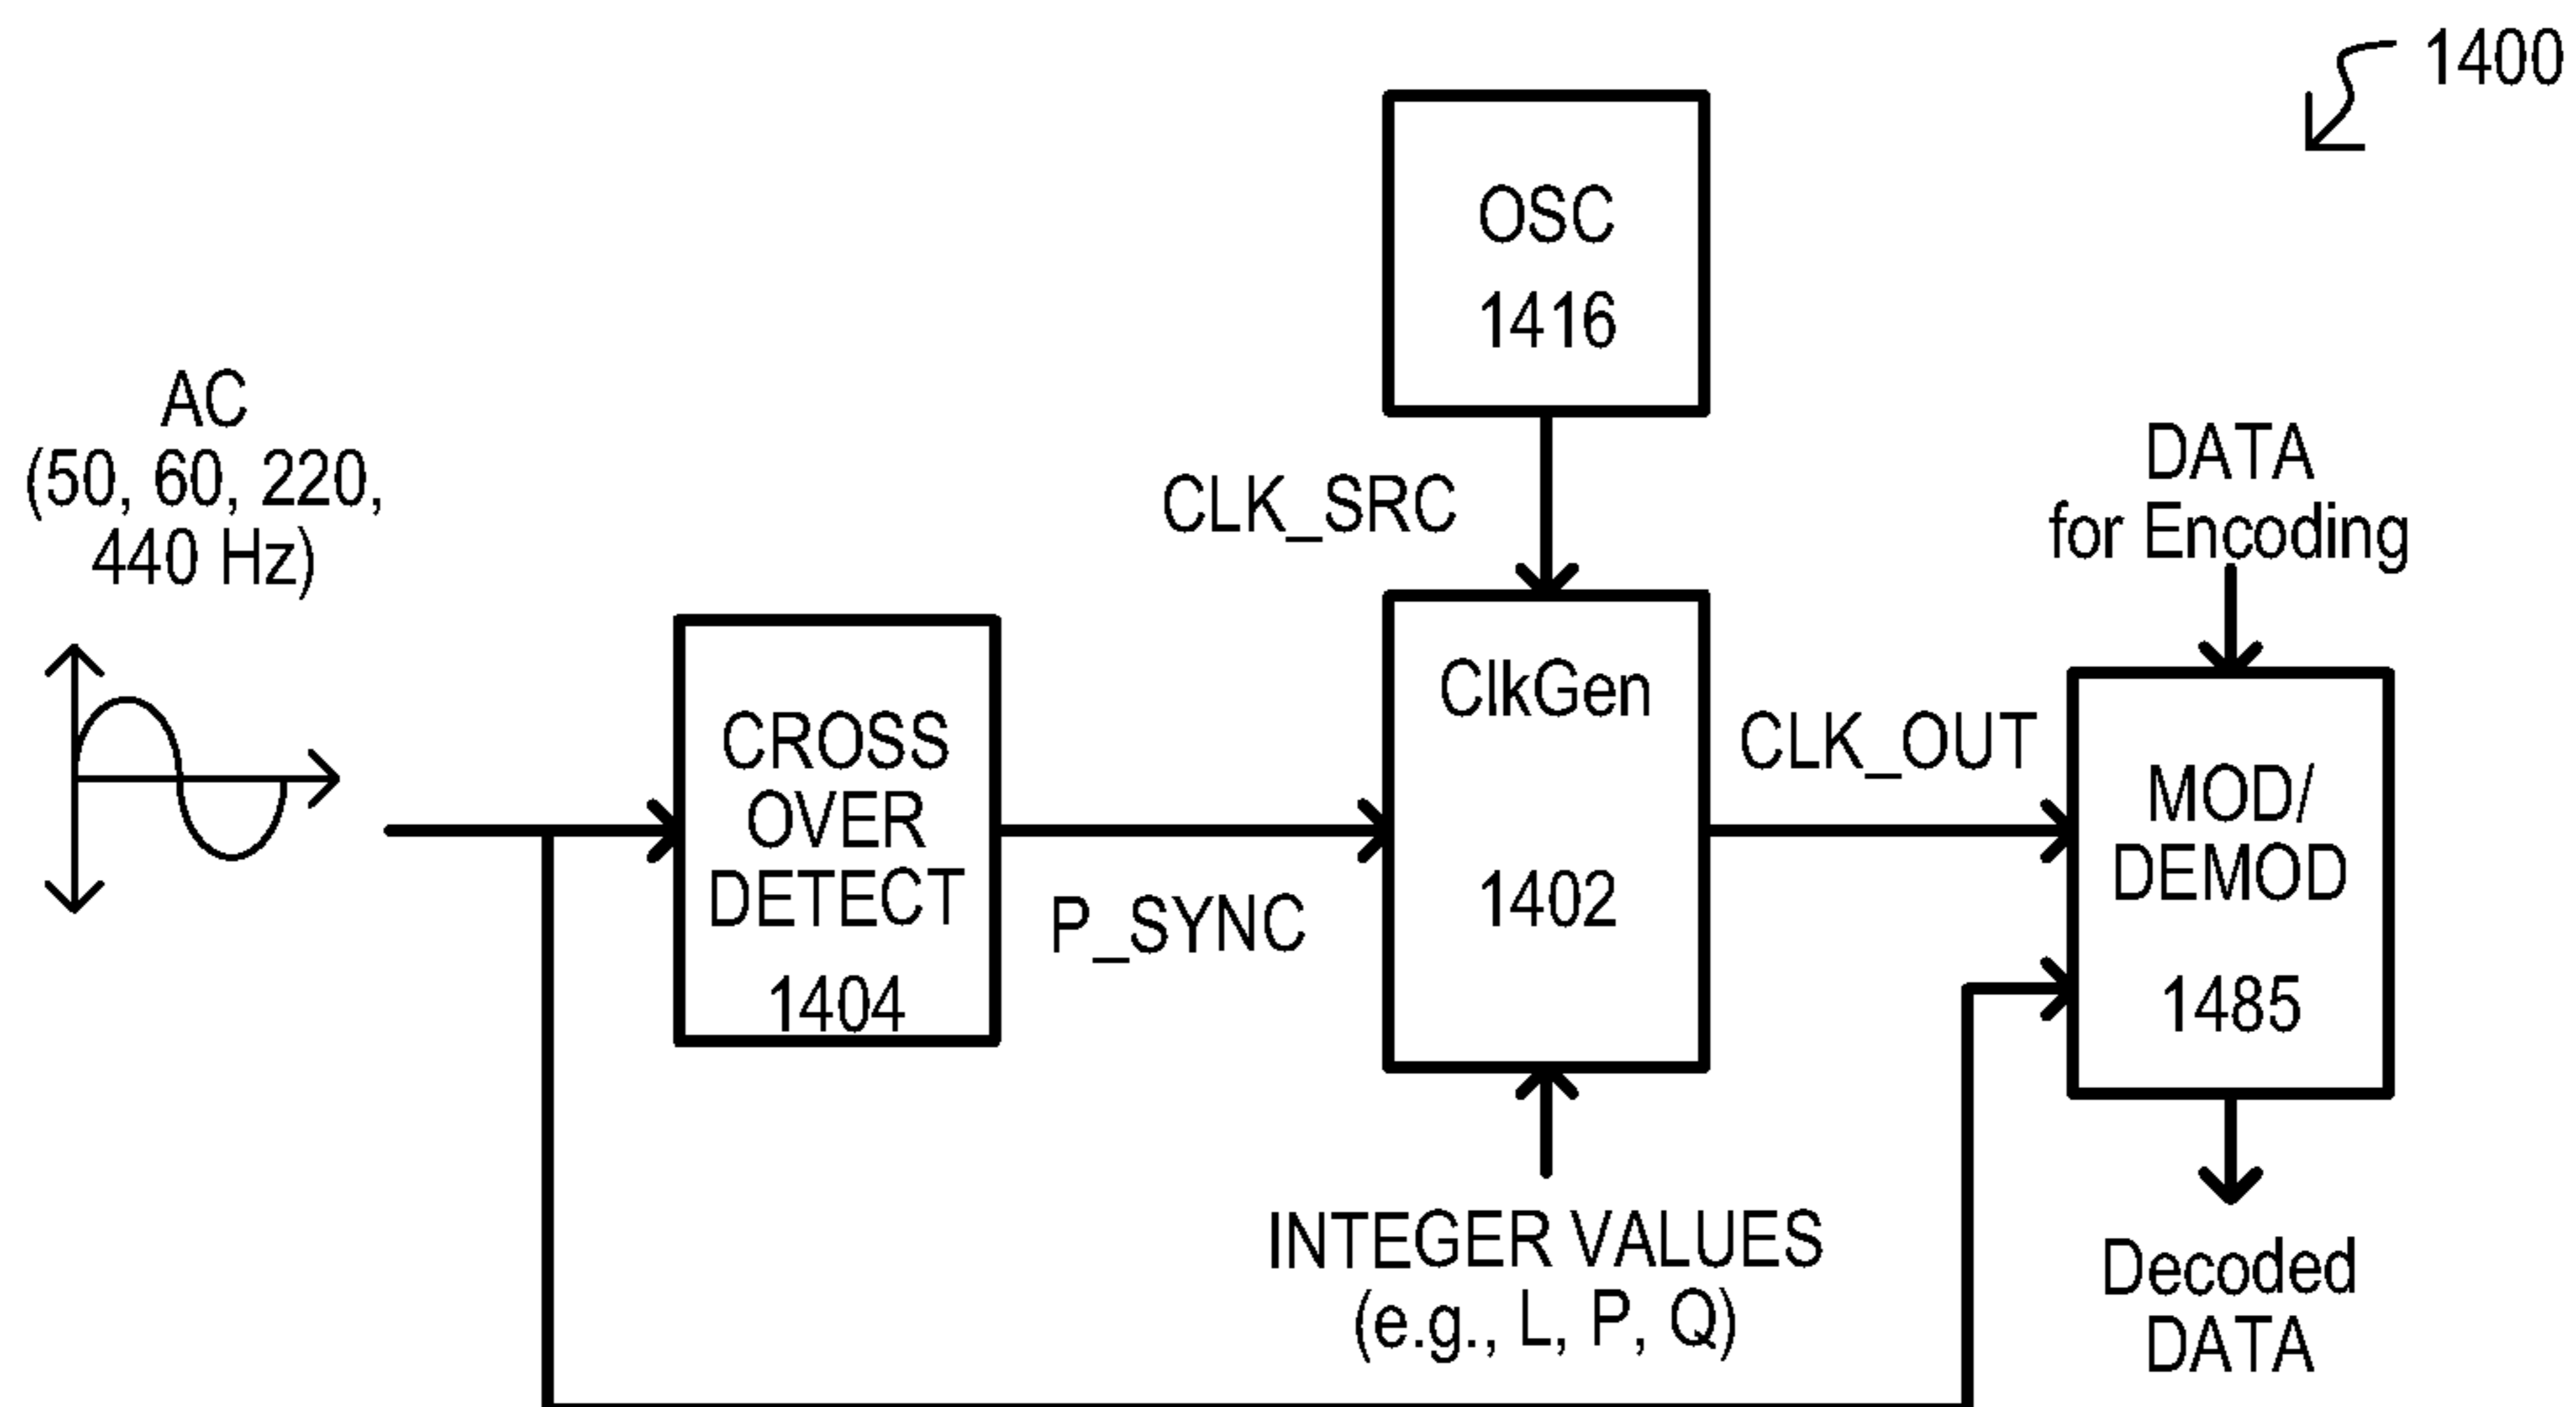 1400
OSC
1416
AC
(50, 60, 220,
440 Hz)
CLK_SRC
DATA
for Encoding
CROSS
OVER
DETECT
1404
P_SYNC
ClkGen
1402
CLK_OUT
MOD/
DEMOD
1485
INTEGER VALUES
(e.g., L, P, Q)
Decoded
DATA